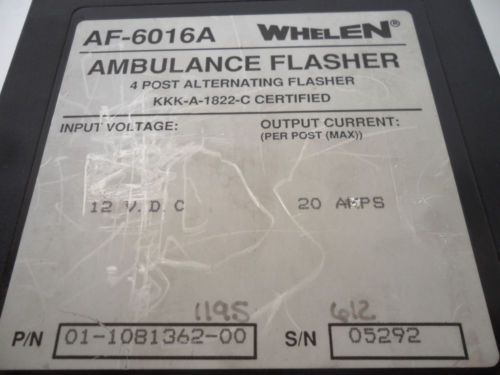 AF-6016A WHELEN®
AMBULANCE FLASHER
4 POST ALTERNATING FLASHER
KKK-A-1822-C CERTIFIED
INPUT VOLTAGE: OUTPUT CURRENT:
(PER POST (MAX))
12 V.D C 20 AMPS
1195 612
P/N 01-1081362-00 S/N 05292